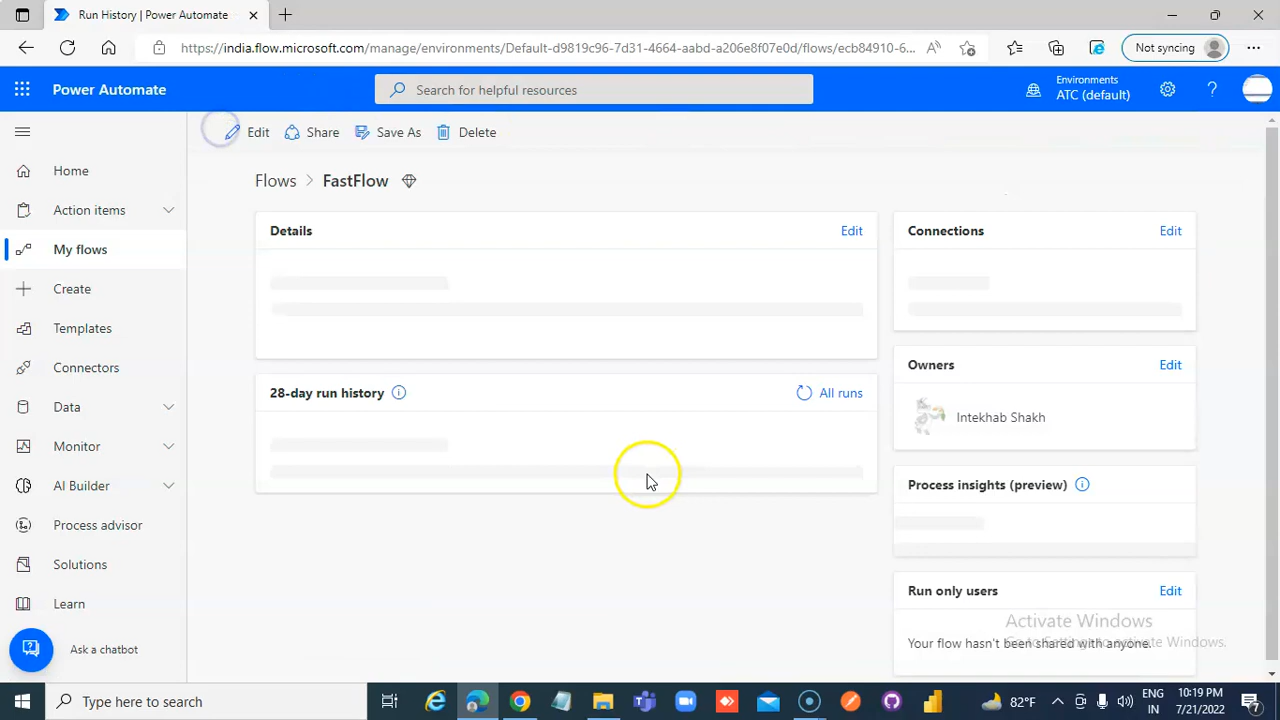 Run History | Power Automate
https://india.flow.microsoft.com/manage/environments/Default-d9819c96-7d31-4664-aabd-a206e8f07e0d/flows/ecb84910-6...
Not syncing
Power Automate
Search for helpful resources
Environments
ATC (default)
Edit
Share
Save As
Delete
Home
Action items
My flows
Create
Templates
Connectors
Data
Monitor
AI Builder
Process advisor
Solutions
Learn
Ask a chatbot
Flows > FastFlow
Details
Edit
28-day run history
All runs
Connections
Edit
Owners
Edit
Intekhab Shakh
Process insights (preview)
Run only users
Edit
Your flow hasn't been shared with anyone.
Activate Windows
Go to Settings to activate Windows.
Type here to search
82°F
ENG
IN
10:19 PM
7/21/2022
7